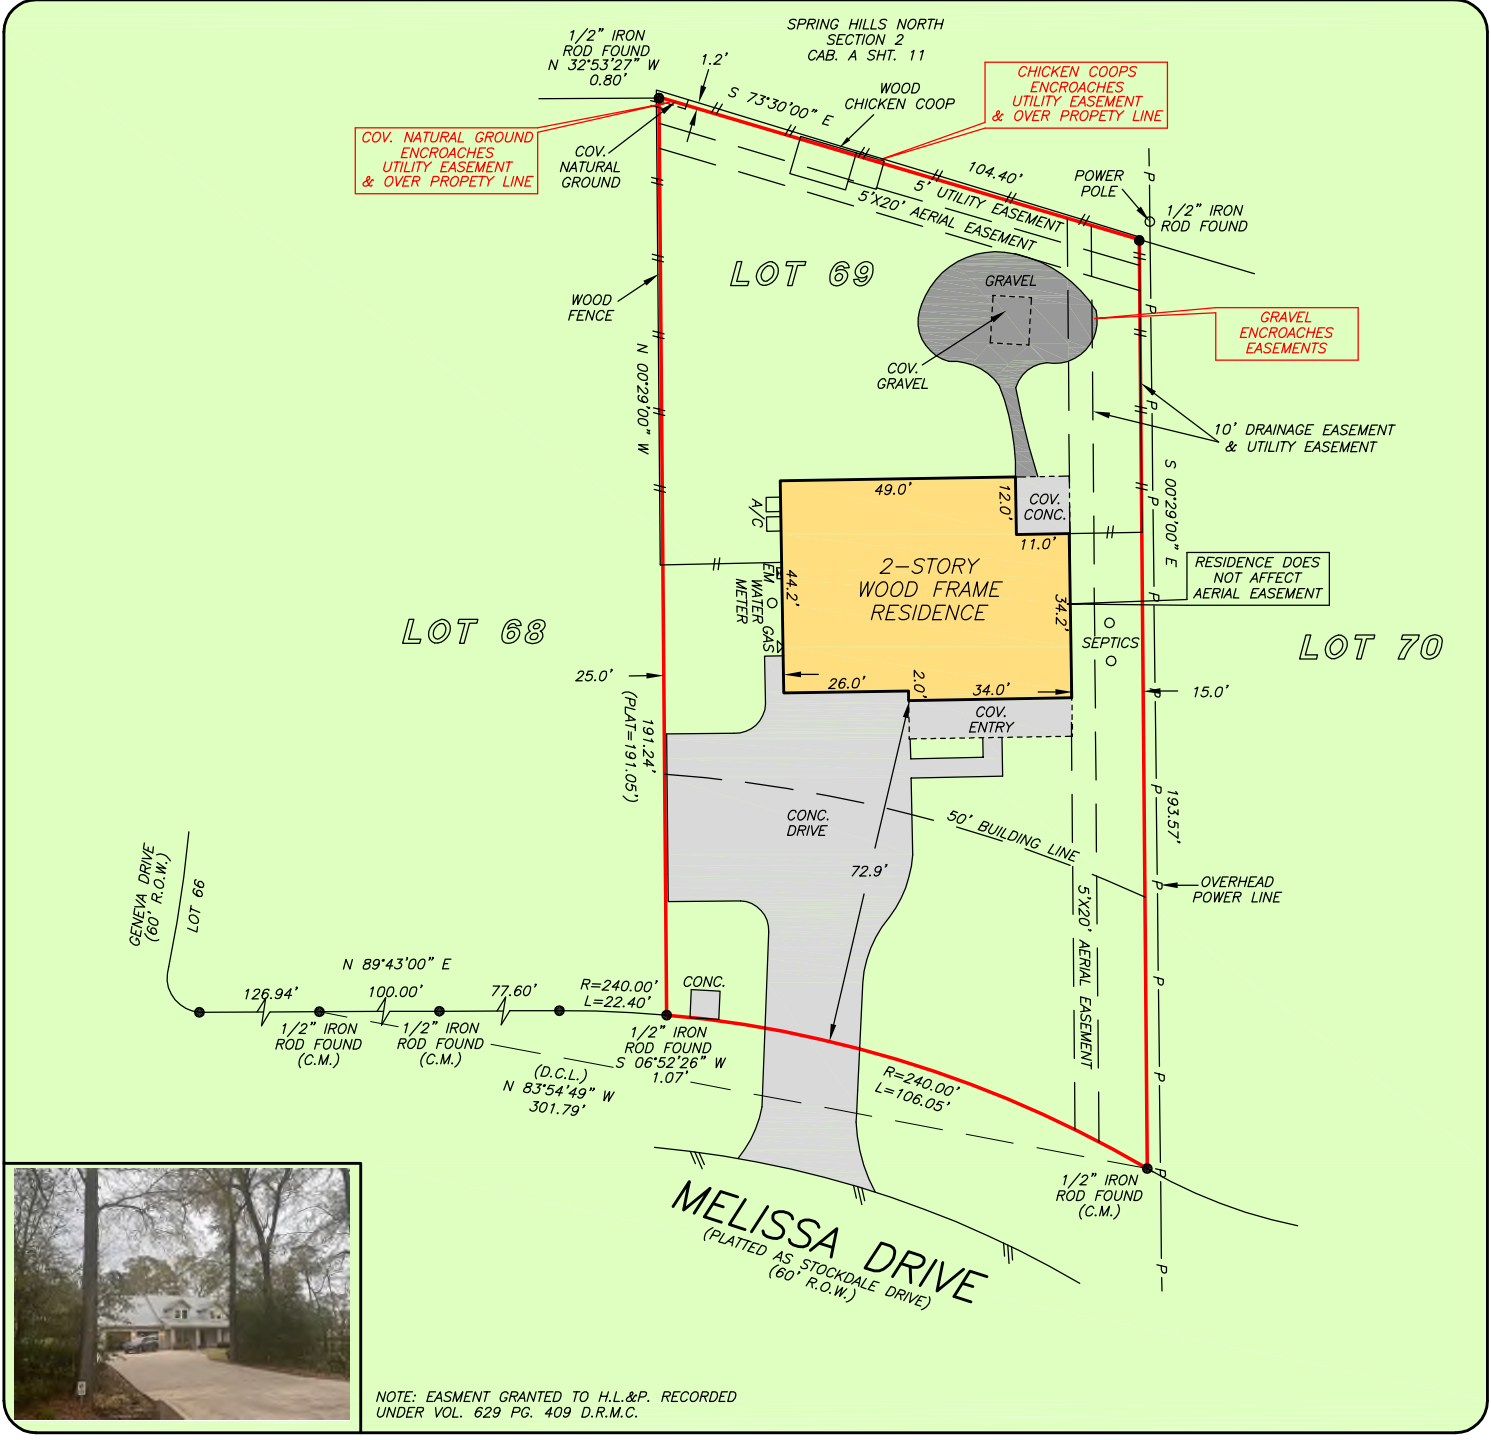 SPRING HILLS NORTH
SECTION 2
CAB. A SHT. 11
1/2" IRON
ROD FOUND
N 32°53'27" W
0.80'
1.2'
S 73°30'00" E
104.40'
WOOD
CHICKEN COOP
CHICKEN COOPS
ENCROACHES
UTILITY EASEMENT
& OVER PROPETY LINE
COV. NATURAL GROUND
ENCROACHES
UTILITY EASEMENT
& OVER PROPETY LINE
COV.
NATURAL
GROUND
POWER
POLE
1/2" IRON
ROD FOUND
5' UTILITY EASEMENT
5'X20' AERIAL EASEMENT
LOT 69
GRAVEL
WOOD
FENCE
GRAVEL
ENCROACHES
EASEMENTS
N 00°29'00" W
COV.
GRAVEL
10' DRAINAGE EASEMENT
& UTILITY EASEMENT
S 00°29'00" E
49.0'
12.0'
COV.
CONC.
11.0'
A/C
EM
WATER
METER
GAS
44.2'
2-STORY
WOOD FRAME
RESIDENCE
34.2'
RESIDENCE DOES
NOT AFFECT
AERIAL EASEMENT
LOT 68
SEPTICS
LOT 70
25.0'
26.0'
2.0'
34.0'
15.0'
COV.
ENTRY
191.24'
(PLAT=191.05')
CONC.
DRIVE
50' BUILDING LINE
193.57'
72.9'
OVERHEAD
POWER LINE
5'X20' AERIAL EASEMENT
GENEVA DRIVE
(60' R.O.W.)
LOT 66
N 89°43'00" E
126.94'
100.00'
77.60'
R=240.00'
L=22.40'
CONC.
1/2" IRON
ROD FOUND
(C.M.)
1/2" IRON
ROD FOUND
(C.M.)
1/2" IRON
ROD FOUND
S 06°52'26" W
1.07'
(D.C.L.)
N 83°54'49" W
301.79'
R=240.00'
L=106.05'
1/2" IRON
ROD FOUND
(C.M.)
MELISSA DRIVE
(PLATTED AS STOCKDALE DRIVE)
(60' R.O.W.)
P
P
P
P
P
P
P
P
P
P
P
P
NOTE: EASMENT GRANTED TO H.L.&P. RECORDED
UNDER VOL. 629 PG. 409 D.R.M.C.